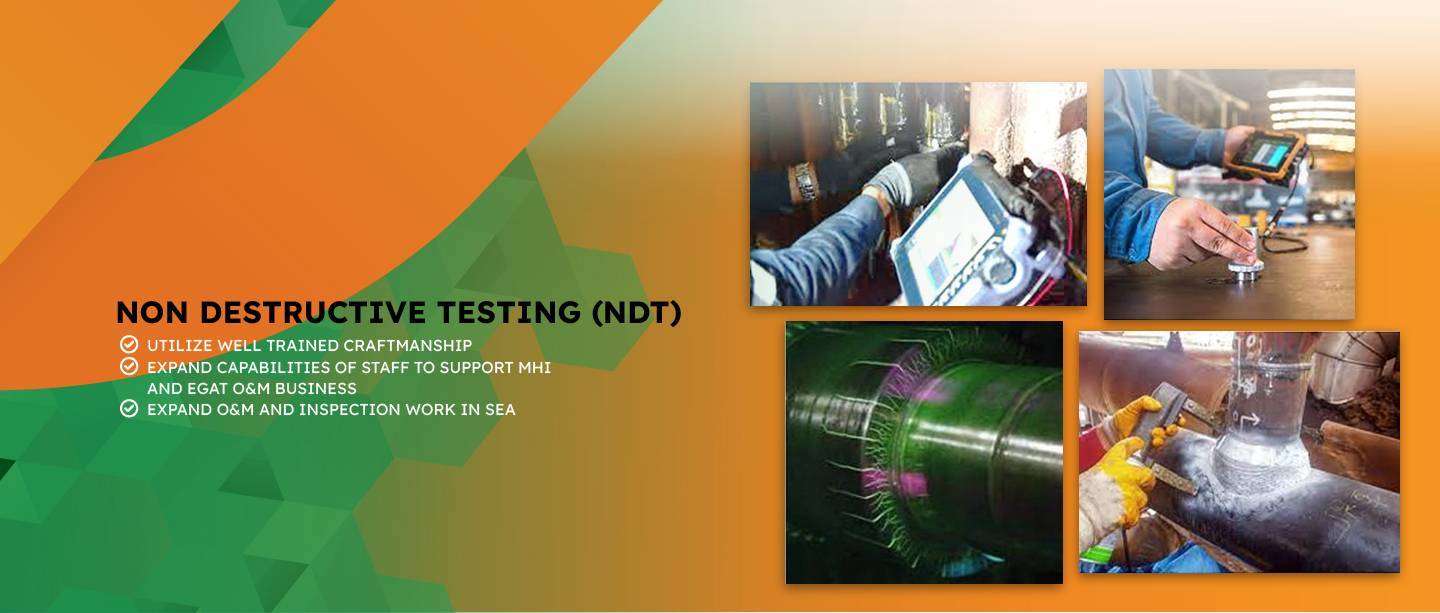 NON DESTRUCTIVE TESTING (NDT)
UTILIZE WELL TRAINED CRAFTMANSHIP
EXPAND CAPABILITIES OF STAFF TO SUPPORT MHI
AND EGAT O&M BUSINESS
EXPAND O&M AND INSPECTION WORK IN SEA